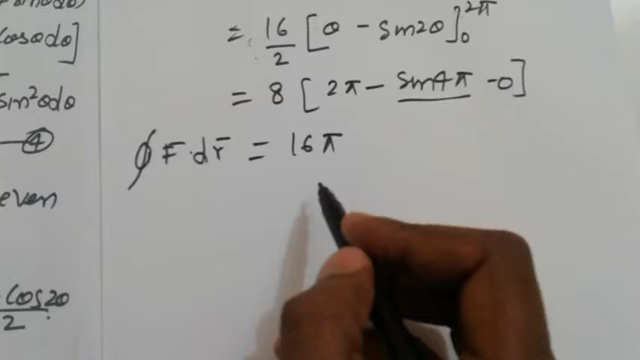 cosθdθ]
= 16/2 [θ - sin2θ]₀^2π
sin²θdθ
= 8 [2π - sin4π - 0]
④
∮ F̅·dr̅ = 16π
even
cos2θ
2